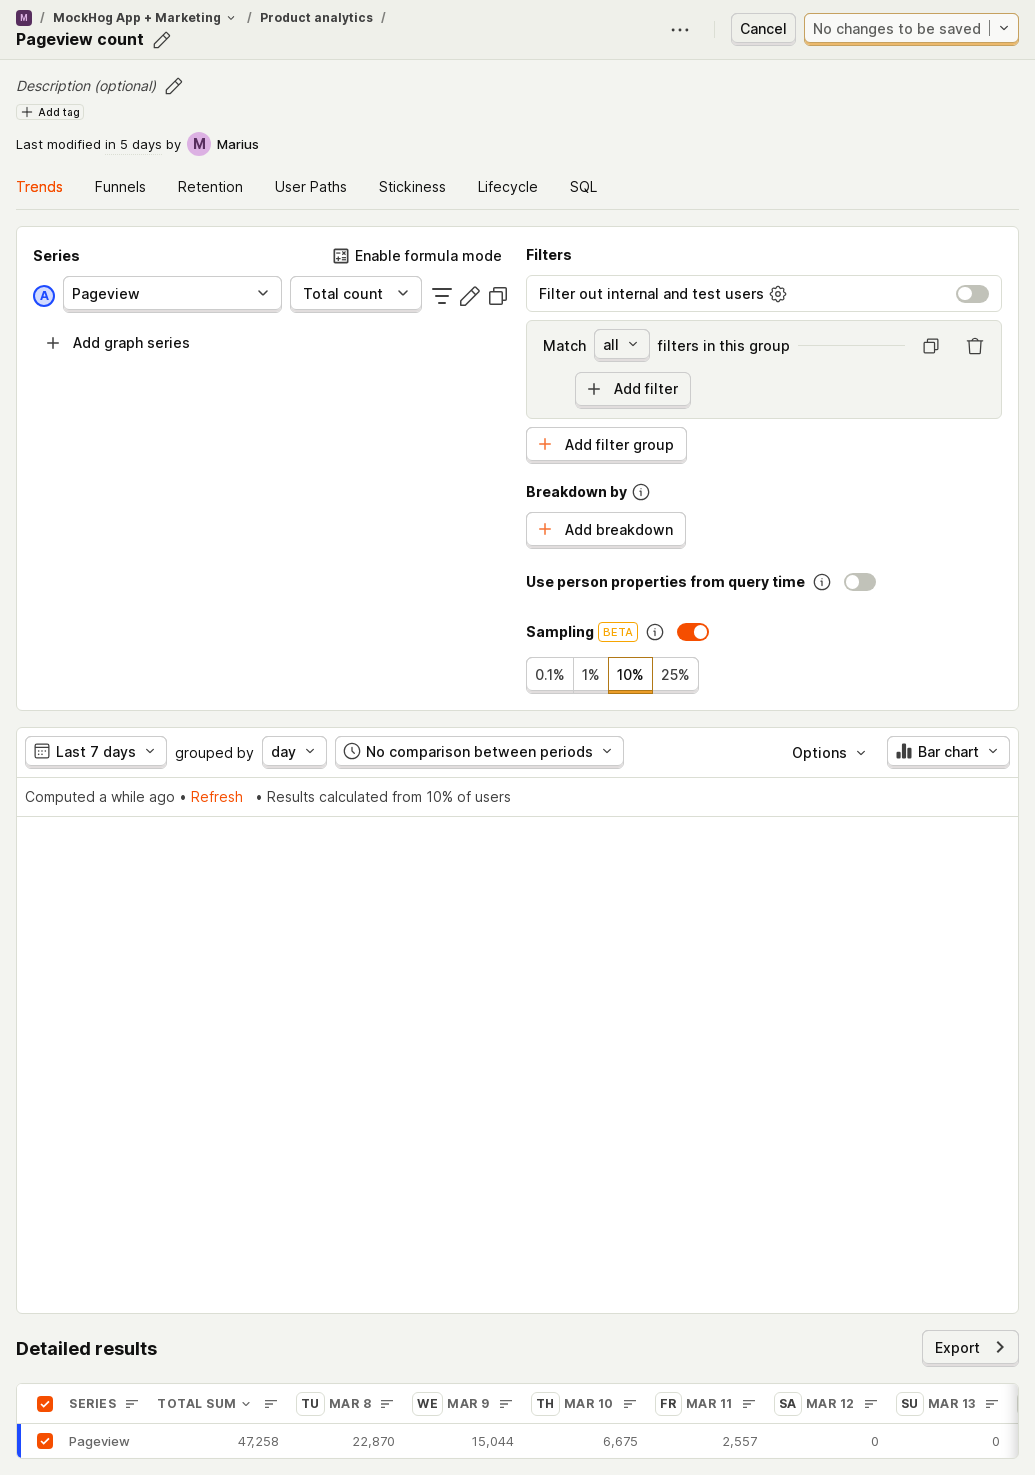 M / MockHog App + Marketing / Product analytics /
Pageview count
Cancel
No changes to be saved
Description (optional)
Add tag
Last modified in 5 days by M Marius
Trends Funnels Retention User Paths Stickiness Lifecycle SQL
Series
Enable formula mode
A Pageview Total count
Add graph series
Filters
Filter out internal and test users
Match all filters in this group
Add filter
Add filter group
Breakdown by
Add breakdown
Use person properties from query time
Sampling BETA
0.1% 1% 10% 25%
Last 7 days grouped by day No comparison between periods Options Bar chart
Computed a while ago • Refresh • Results calculated from 10% of users
Detailed results
Export
SERIES TOTAL SUM TU MAR 8 WE MAR 9 TH MAR 10 FR MAR 11 SA MAR 12 SU MAR 13
Pageview 47,258 22,870 15,044 6,675 2,557 0 0